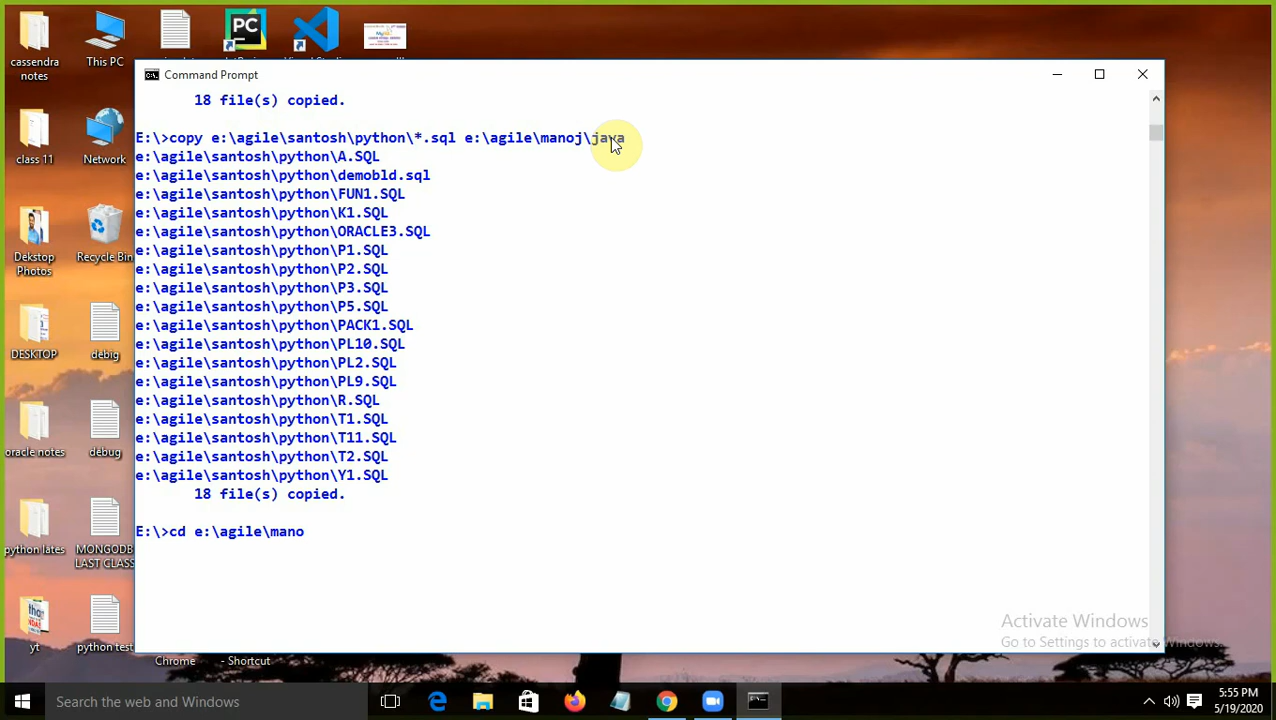 cassendra notes
This PC
Command Prompt
18 file(s) copied.
E:\>copy e:\agile\santosh\python\*.sql e:\agile\manoj\java
e:\agile\santosh\python\A.SQL
e:\agile\santosh\python\demobld.sql
e:\agile\santosh\python\FUN1.SQL
e:\agile\santosh\python\K1.SQL
e:\agile\santosh\python\ORACLE3.SQL
e:\agile\santosh\python\P1.SQL
e:\agile\santosh\python\P2.SQL
e:\agile\santosh\python\P3.SQL
e:\agile\santosh\python\P5.SQL
e:\agile\santosh\python\PACK1.SQL
e:\agile\santosh\python\PL10.SQL
e:\agile\santosh\python\PL2.SQL
e:\agile\santosh\python\PL9.SQL
e:\agile\santosh\python\R.SQL
e:\agile\santosh\python\T1.SQL
e:\agile\santosh\python\T11.SQL
e:\agile\santosh\python\T2.SQL
e:\agile\santosh\python\Y1.SQL
18 file(s) copied.
E:\>cd e:\agile\mano
class 11
Network
Dekstop
Photos
Recycle Bin
DESKTOP
debig
oracle notes
debug
python lates
MONGODB
LAST CLASS
yt
python test
Chrome
- Shortcut
Activate Windows
Go to Settings to activate Windows.
Search the web and Windows
5:55 PM
5/19/2020
PC